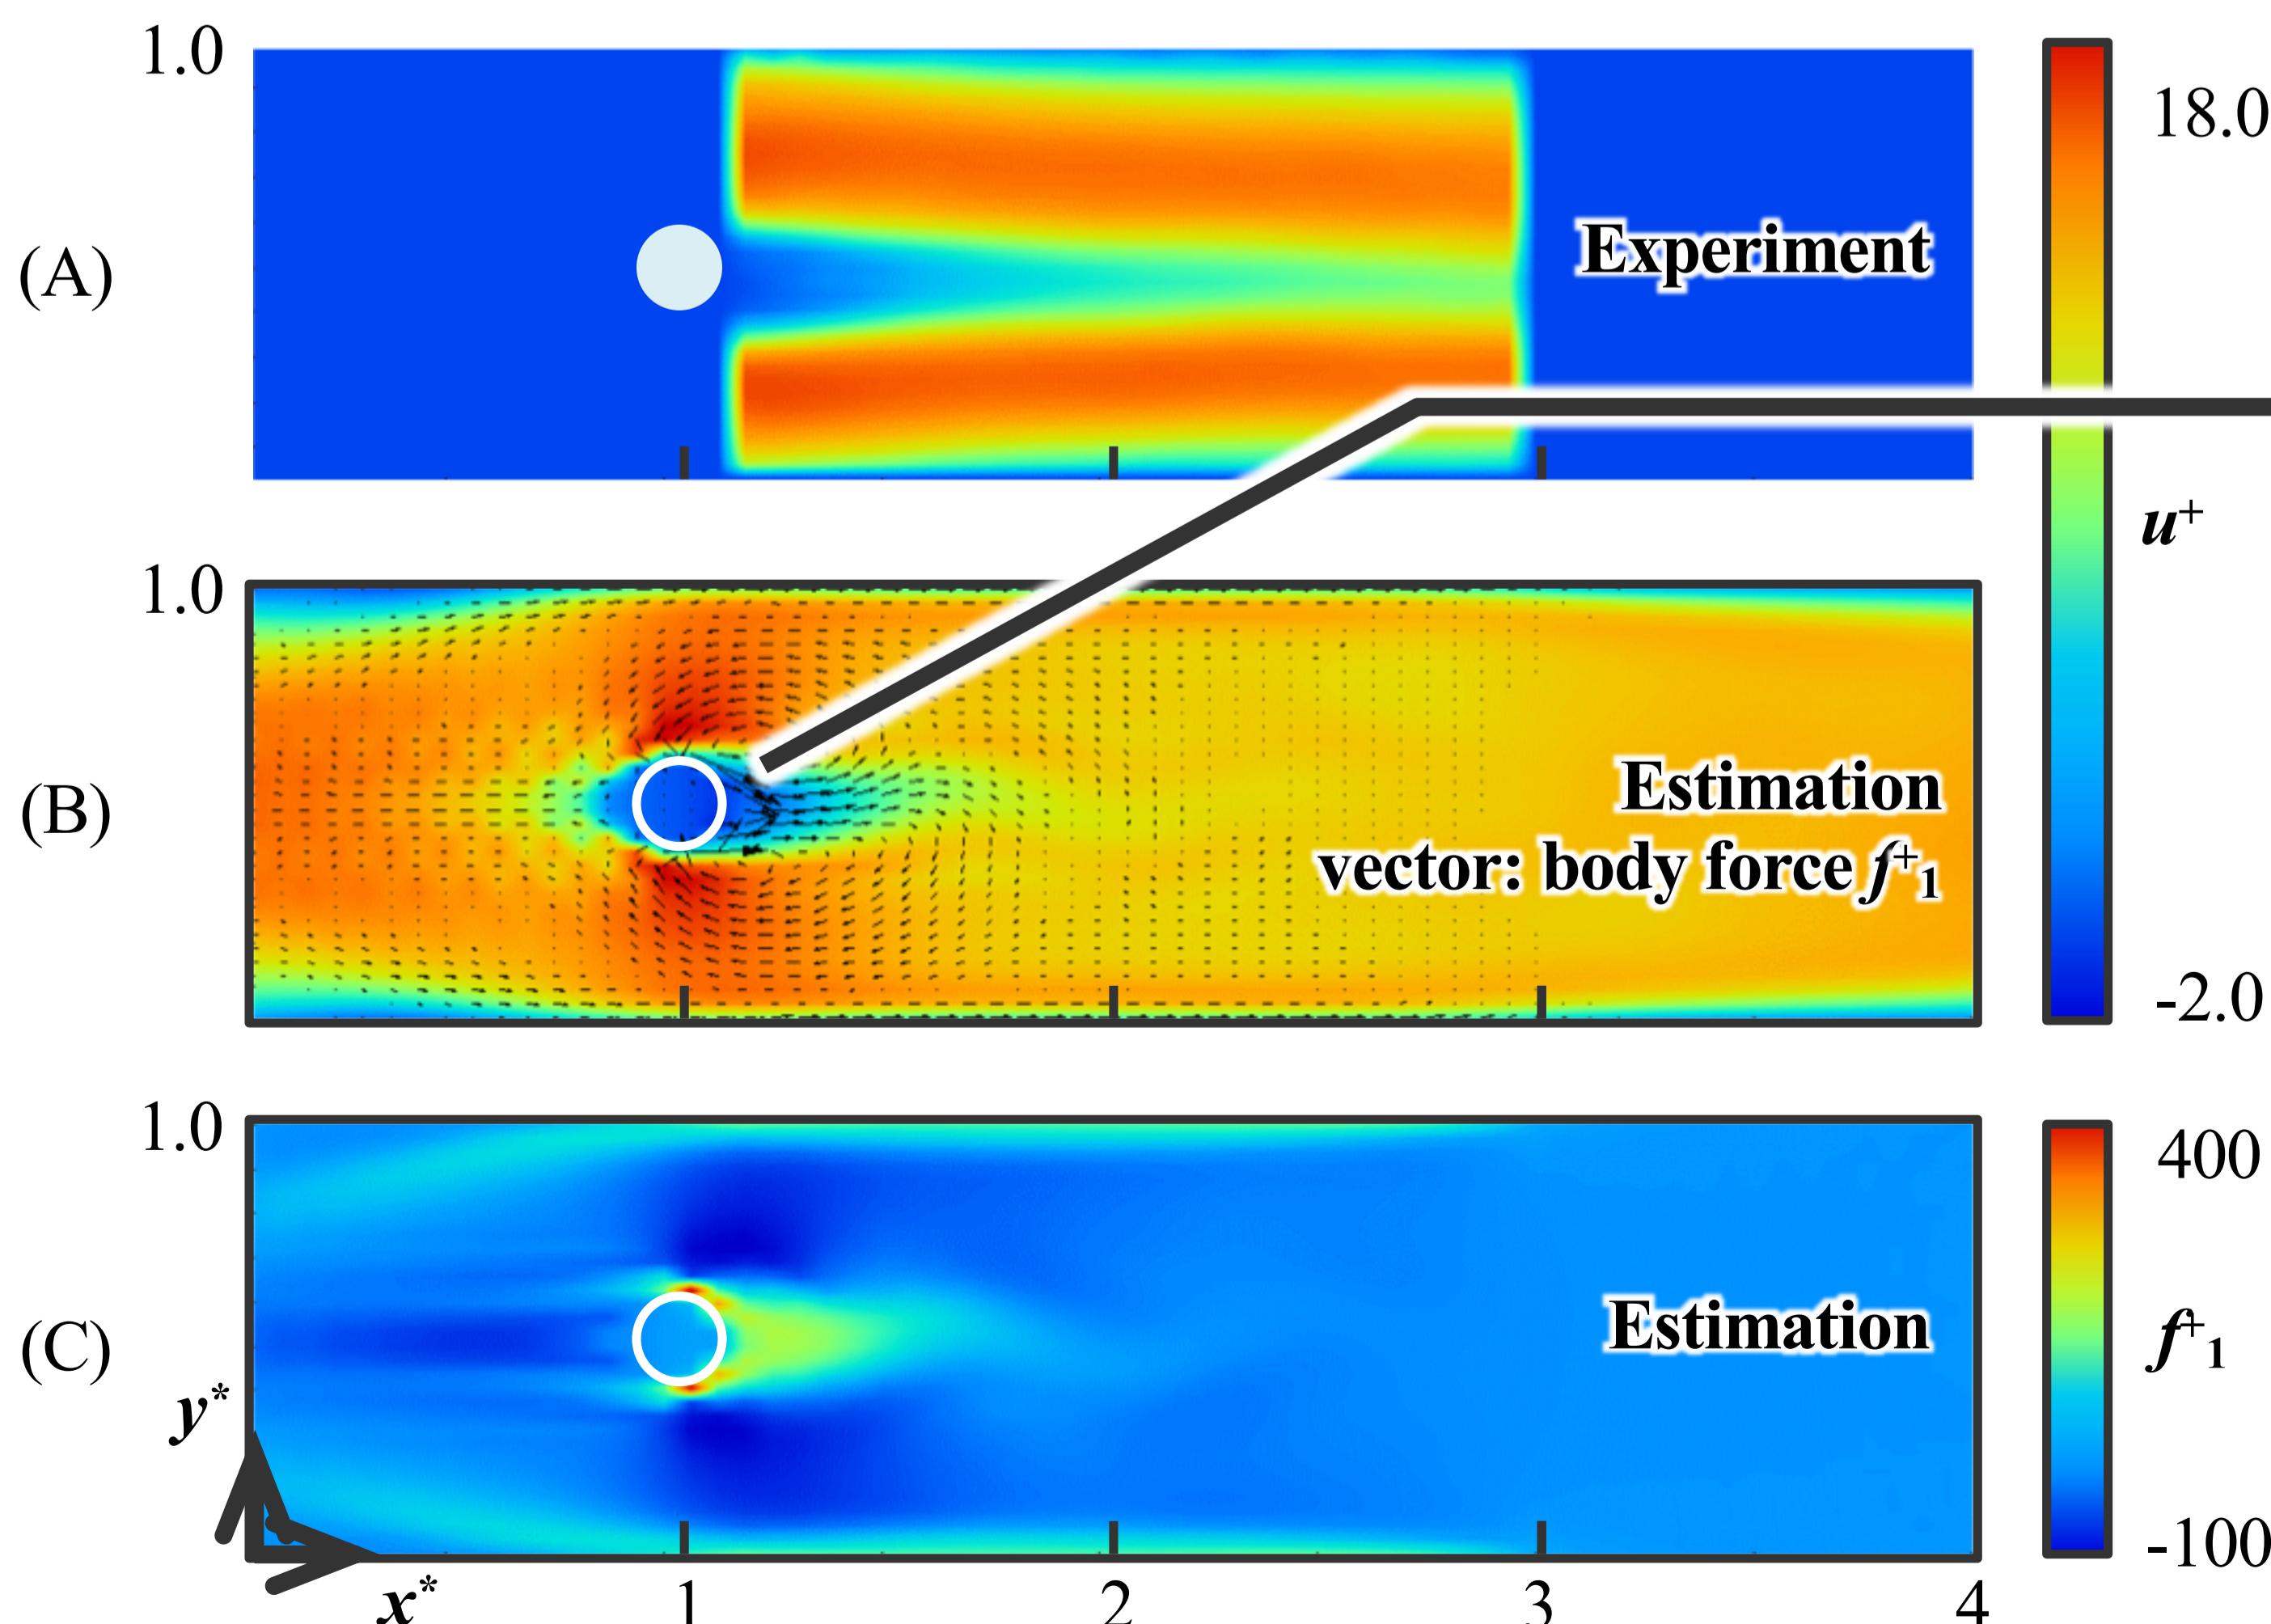 1.0
18.0
(A)
Experiment
u+
1.0
(B)
Estimation
vector: body force f+1
-2.0
1.0
400
(C)
Estimation
f+1
y*
-100
x*
1
2
3
4